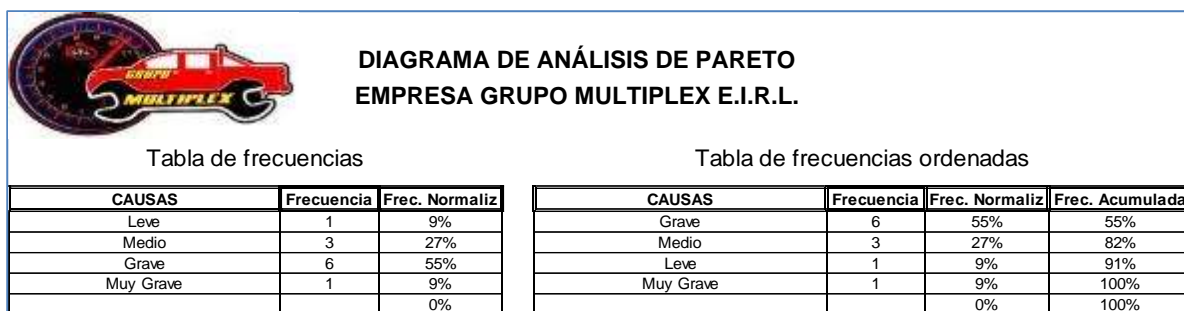 GRUPO
MULTIPLEX
DIAGRAMA DE ANÁLISIS DE PARETO
EMPRESA GRUPO MULTIPLEX E.I.R.L.
Tabla de frecuencias
CAUSAS Frecuencia Frec. Normaliz
Leve 1 9%
Medio 3 27%
Grave 6 55%
Muy Grave 1 9%
0%
Tabla de frecuencias ordenadas
CAUSAS Frecuencia Frec. Normaliz Frec. Acumulada
Grave 6 55% 55%
Medio 3 27% 82%
Leve 1 9% 91%
Muy Grave 1 9% 100%
0% 100%